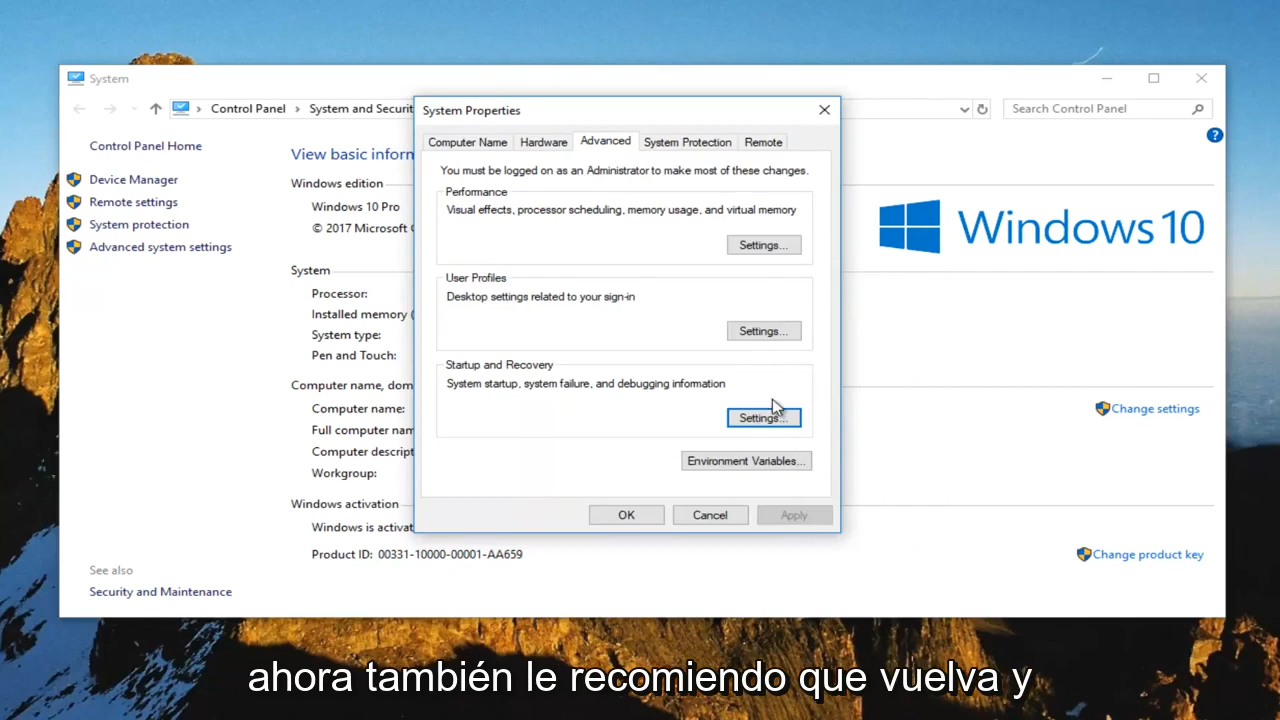 System
Control Panel > System and Securit
Search Control Panel
?
Control Panel Home
Device Manager
Remote settings
System protection
Advanced system settings
See also
Security and Maintenance
View basic inform
Windows edition
Windows 10 Pro
© 2017 Microsoft C
System
Processor:
Installed memory (
System type:
Pen and Touch:
Computer name, dom
Computer name:
Full computer nam
Computer descript
Workgroup:
Windows activation
Windows is activat
Product ID: 00331-10000-00001-AA659
System Properties
Computer Name
Hardware
Advanced
System Protection
Remote
You must be logged on as an Administrator to make most of these changes.
Performance
Visual effects, processor scheduling, memory usage, and virtual memory
Settings...
User Profiles
Desktop settings related to your sign-in
Settings...
Startup and Recovery
System startup, system failure, and debugging information
Settings...
Environment Variables...
OK
Cancel
Apply
Windows 10
Change settings
Change product key
ahora también le recomiendo que vuelva y